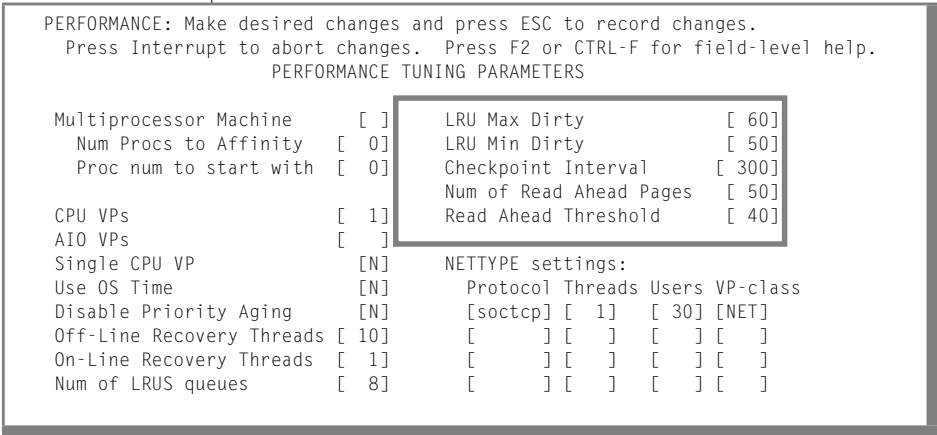 PERFORMANCE: Make desired changes and press ESC to record changes.
Press Interrupt to abort changes.  Press F2 or CTRL-F for field-level help.
PERFORMANCE TUNING PARAMETERS
Multiprocessor Machine      [ ]     LRU Max Dirty             [ 60]
Num Procs to Affinity  [  0]     LRU Min Dirty             [ 50]
Proc num to start with [  0]     Checkpoint Interval      [ 300]
Num of Read Ahead Pages   [ 50]
CPU VPs                   [  1]     Read Ahead Threshold      [ 40]
AIO VPs                   [   ]
Single CPU VP               [N]     NETTYPE settings:
Use OS Time                 [N]       Protocol Threads Users VP-class
Disable Priority Aging      [N]       [soctcp] [  1]   [ 30] [NET]
Off-Line Recovery Threads [ 10]       [      ] [   ]   [   ] [   ]
On-Line Recovery Threads  [  1]       [      ] [   ]   [   ] [   ]
Num of LRUS queues        [  8]       [      ] [   ]   [   ] [   ]